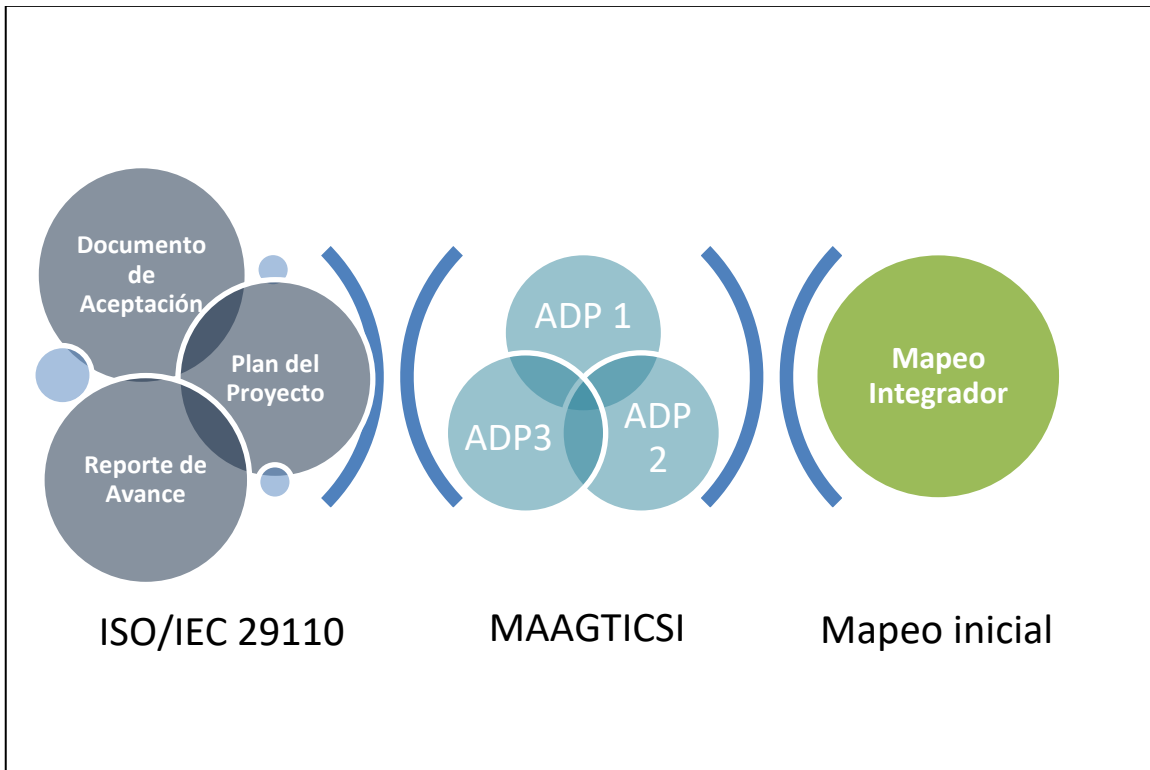 Documento
de
Aceptación
Plan del
Proyecto
Reporte de
Avance
ISO/IEC 29110
ADP 1
ADP3
ADP
2
MAAGTICSI
Mapeo
Integrador
Mapeo inicial